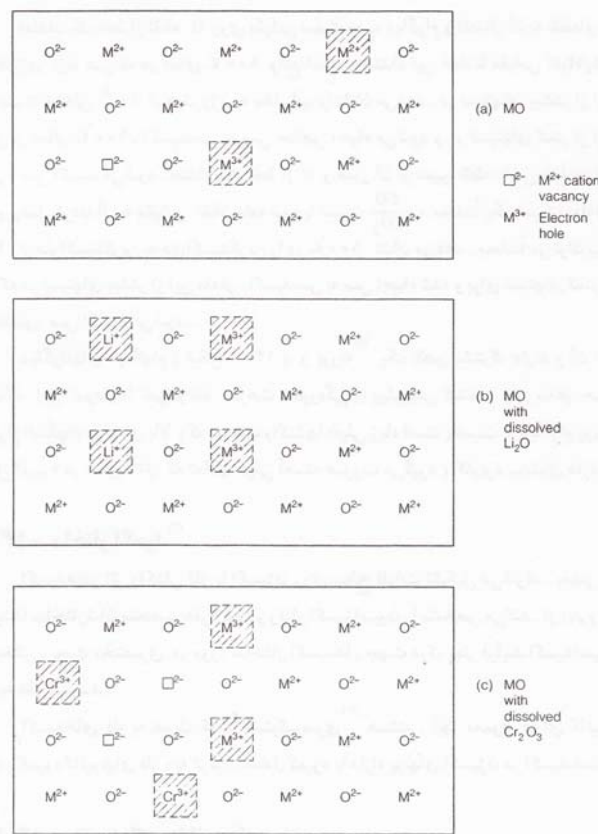 O²⁻ M²⁺ O²⁻ M²⁺ O²⁻ M²⁺ O²⁻
M²⁺ O²⁻ M²⁺ O²⁻ M²⁺ O²⁻ M²⁺
O²⁻ □²⁻ O²⁻ M³⁺ O²⁻ M²⁺ O²⁻
M²⁺ O²⁻ M²⁺ O²⁻ M²⁺ O²⁻ M²⁺
(a) MO
□²⁻ M²⁺ cation
vacancy
M³⁺ Electron
hole
O²⁻ Li⁺ O²⁻ M³⁺ O²⁻ M²⁺ O²⁻
M²⁺ O²⁻ M²⁺ O²⁻ M²⁺ O²⁻ M²⁺
O²⁻ Li⁺ O²⁻ M³⁺ O²⁻ M²⁺ O²⁻
M²⁺ O²⁻ M²⁺ O²⁻ M²⁺ O²⁻ M²⁺
(b) MO
with
dissolved
Li₂O
O²⁻ M²⁺ O²⁻ M³⁺ O²⁻ M²⁺ O²⁻
Cr³⁺ O²⁻ □²⁻ O²⁻ M²⁺ O²⁻ M²⁺
O²⁻ □²⁻ O²⁻ M³⁺ O²⁻ M²⁺ O²⁻
M²⁺ O²⁻ Cr³⁺ O²⁻ M²⁺ O²⁻ M²⁺
(c) MO
with
dissolved
Cr₂O₃